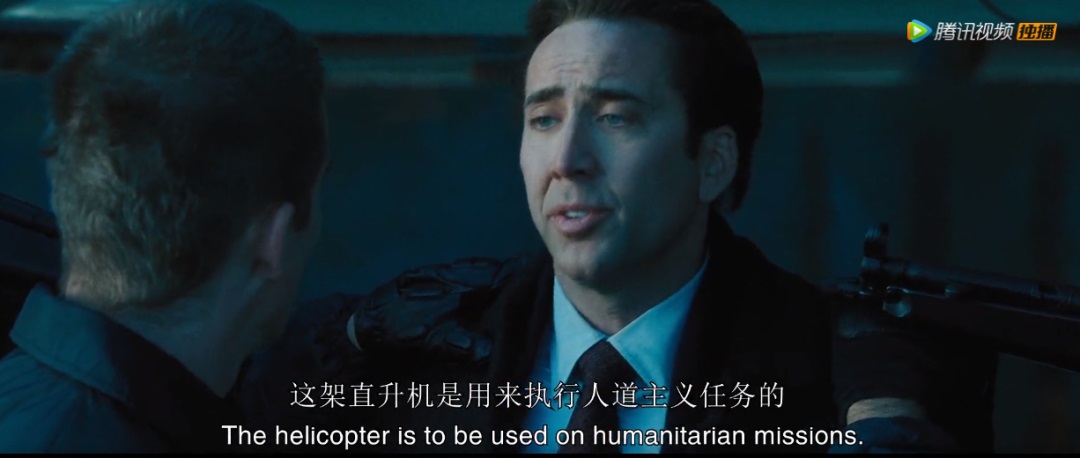 腾讯视频 独播
这架直升机是用来执行人道主义任务的
The helicopter is to be used on humanitarian missions.